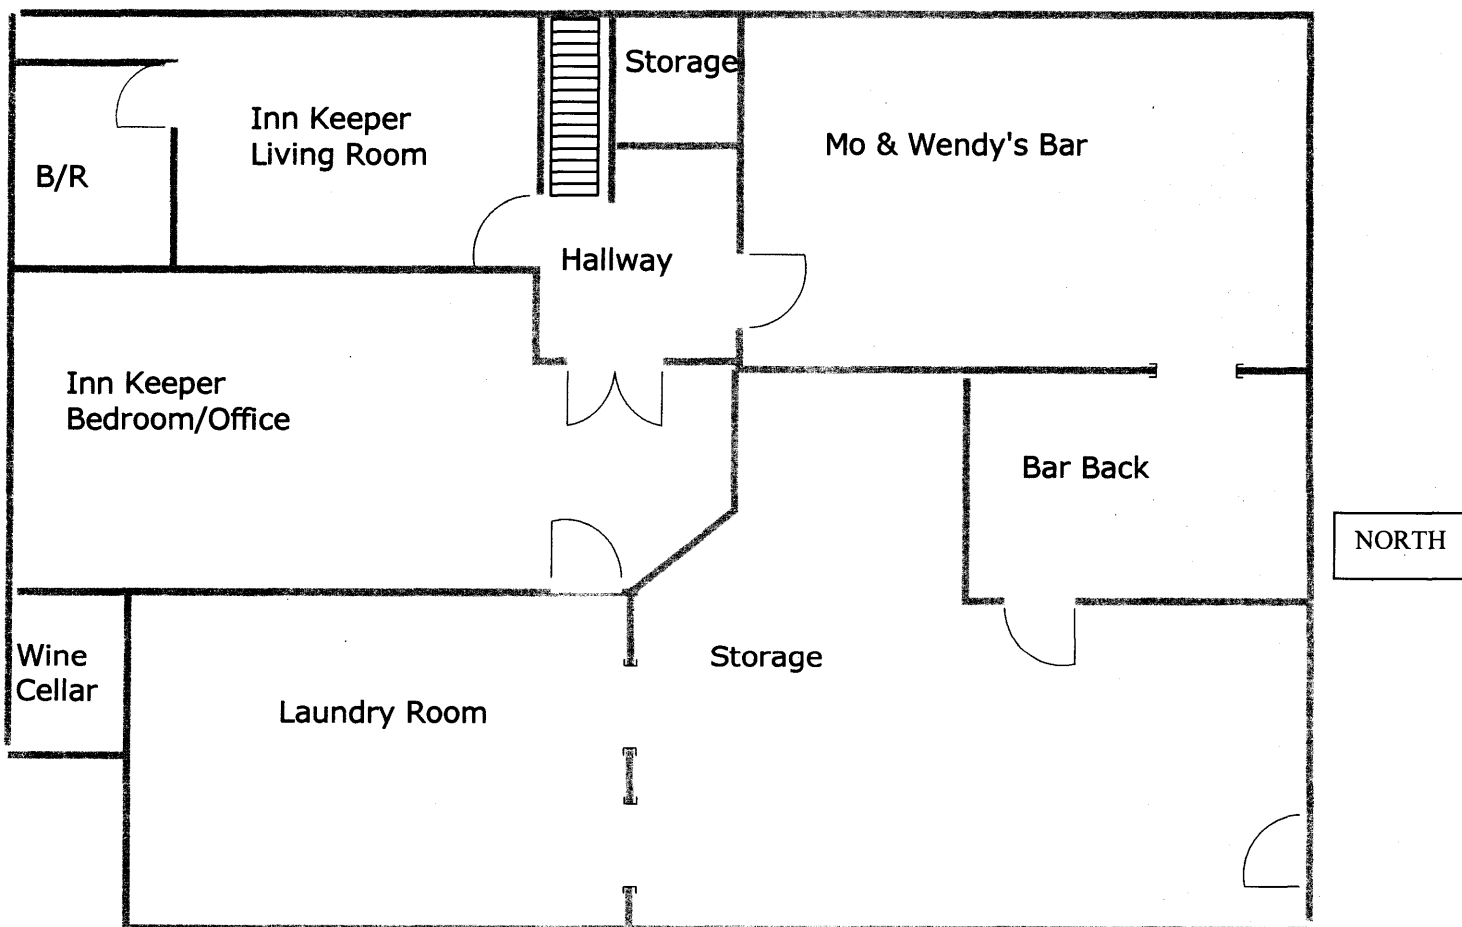 Storage
Inn Keeper
Living Room
Mo & Wendy's Bar
B/R
Hallway
Inn Keeper
Bedroom/Office
Bar Back
NORTH
Wine
Cellar
Storage
Laundry Room